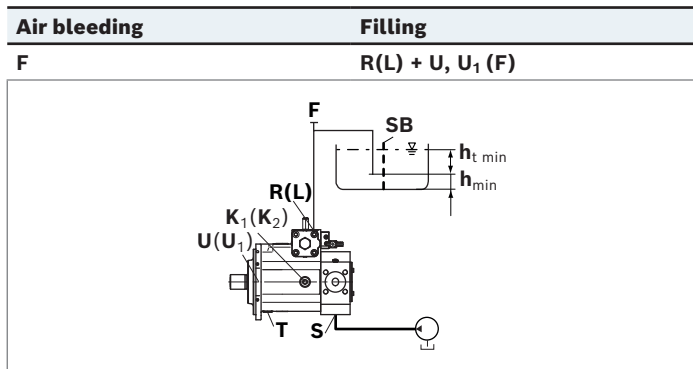 Air bleeding Filling
F R(L) + U, U₁ (F)
F
SB
hₜ ₘᵢₙ
hₘᵢₙ
R(L)
K₁(K₂)
U(U₁)
T S